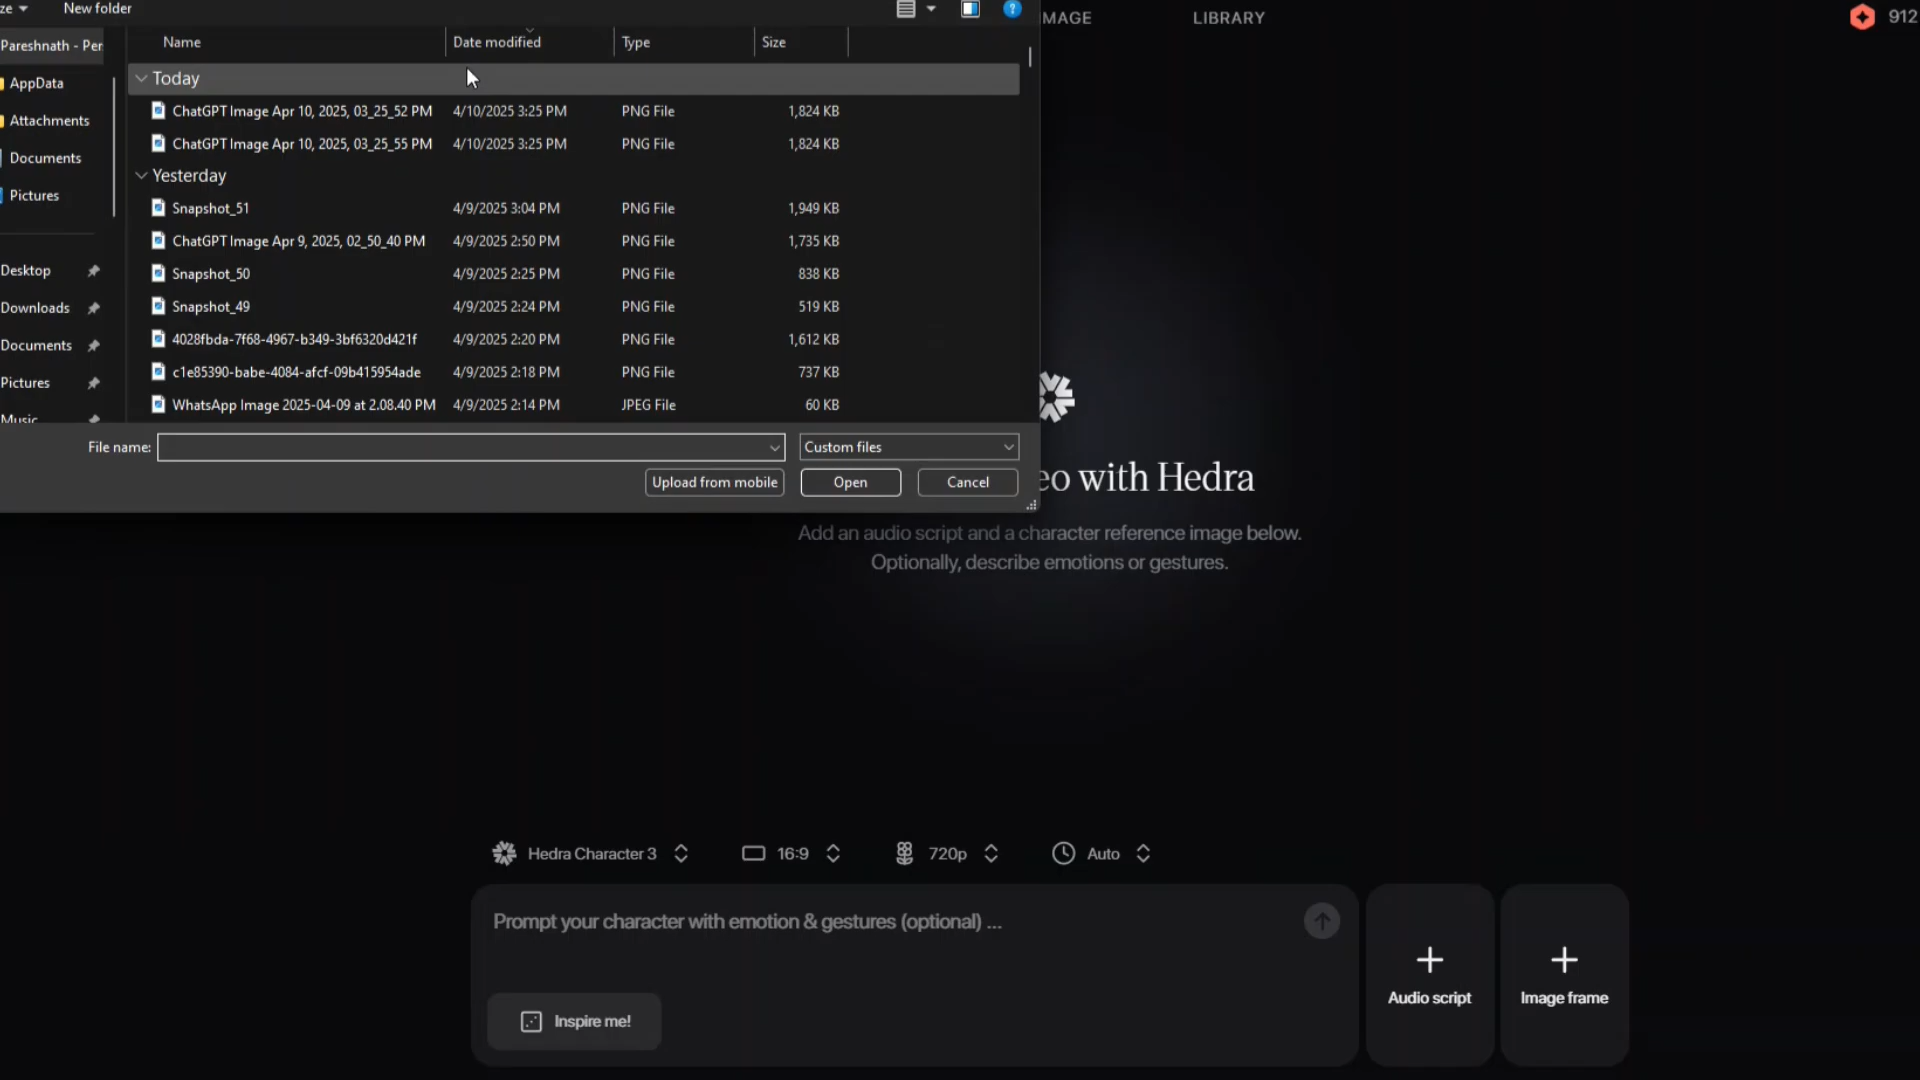 ze New folder
MAGE LIBRARY 912
Name Date modified Type Size
Pareshnath - Per
AppData
Attachments
Documents
Pictures
Desktop
Downloads
Documents
Pictures
Music
Today
ChatGPT Image Apr 10, 2025, 03_25_52 PM 4/10/2025 3:25 PM PNG File 1,824 KB
ChatGPT Image Apr 10, 2025, 03_25_55 PM 4/10/2025 3:25 PM PNG File 1,824 KB
Yesterday
Snapshot_51 4/9/2025 3:04 PM PNG File 1,949 KB
ChatGPT Image Apr 9, 2025, 02_50_40 PM 4/9/2025 2:50 PM PNG File 1,735 KB
Snapshot_50 4/9/2025 2:25 PM PNG File 838 KB
Snapshot_49 4/9/2025 2:24 PM PNG File 519 KB
4028fbda-7f68-4967-b349-3bf6320d421f 4/9/2025 2:20 PM PNG File 1,612 KB
c1e85390-babe-4084-afcf-09b415954ade 4/9/2025 2:18 PM PNG File 737 KB
WhatsApp Image 2025-04-09 at 2.08.40 PM 4/9/2025 2:14 PM JPEG File 60 KB
File name: Custom files
Upload from mobile Open Cancel
eo with Hedra
Add an audio script and a character reference image below.
Optionally, describe emotions or gestures.
Hedra Character 3 16:9 720p Auto
Prompt your character with emotion & gestures (optional) ...
Inspire me!
Audio script
Image frame